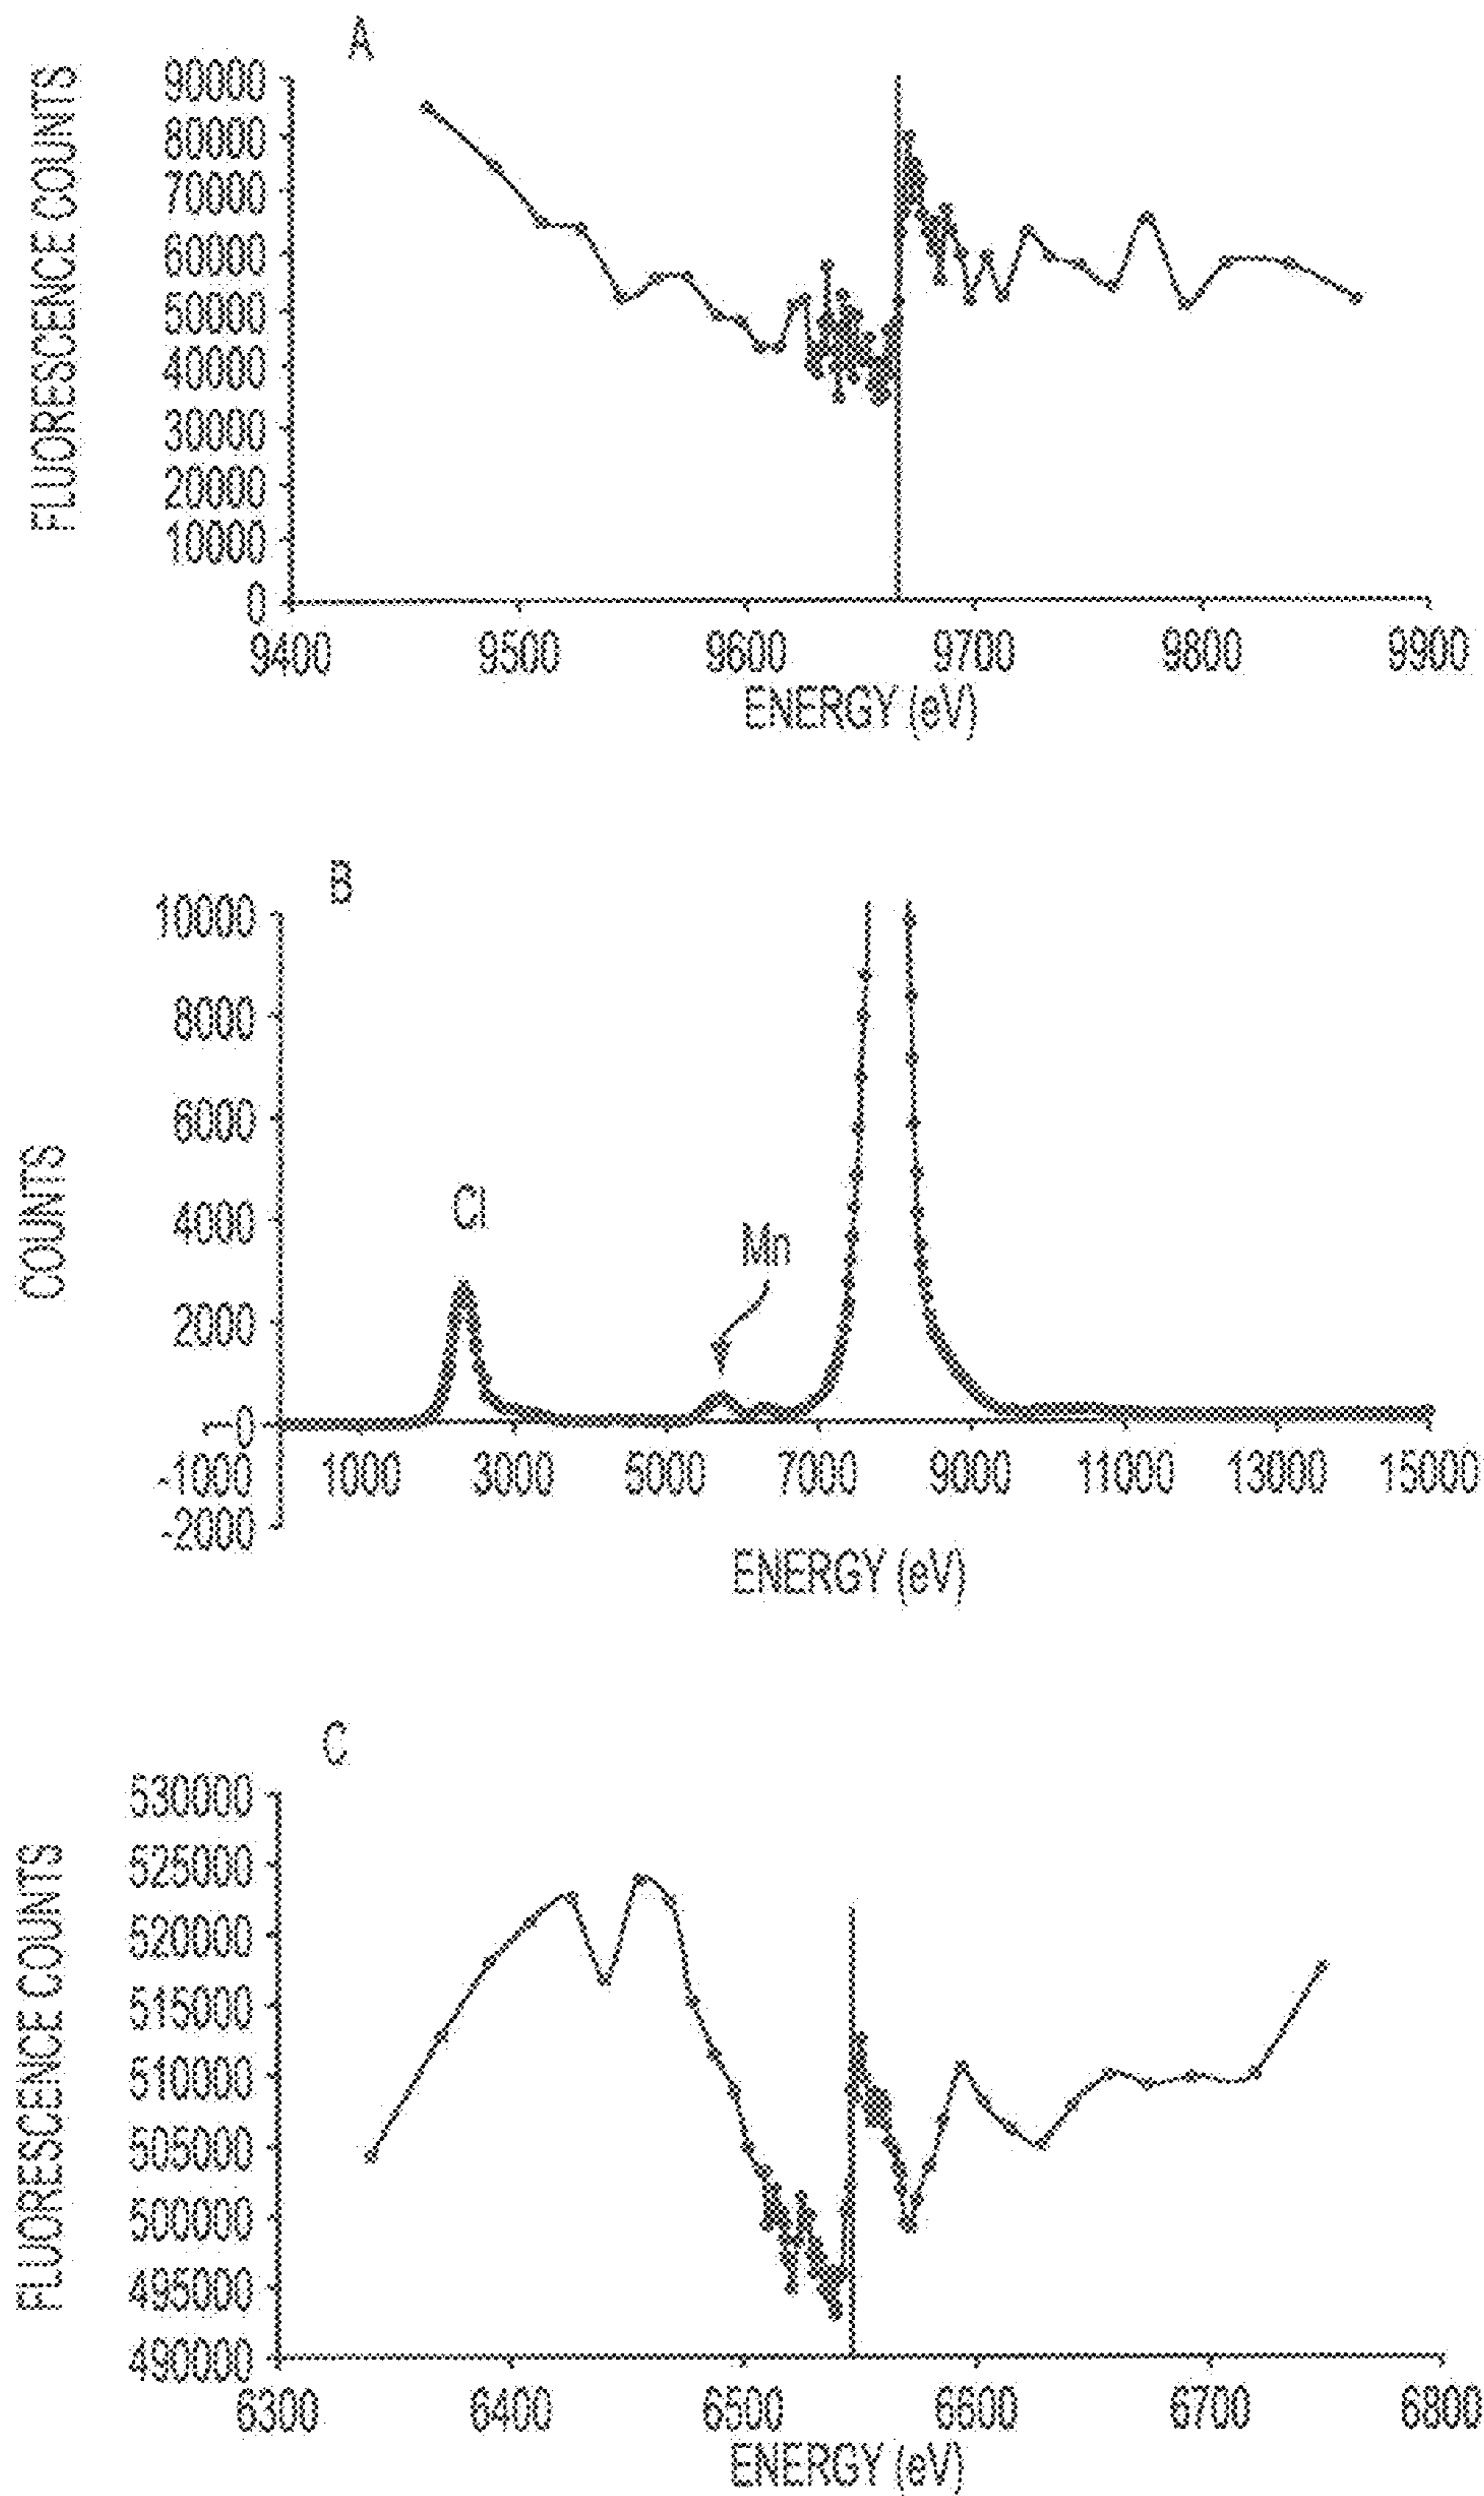 A
FLUORESCENCE COUNTS
90000
80000
70000
60000
50000
40000
30000
20000
10000
0
9400 9500 9600 9700 9800 9900
ENERGY (eV)
B
COUNTS
10000
8000
6000
4000
2000
0
-1000
-2000
Cl
Mn
1000 3000 5000 7000 9000 11000 13000 15000
ENERGY (eV)
C
FLUORESCENCE COUNTS
530000
525000
520000
515000
510000
505000
500000
495000
490000
6300 6400 6500 6600 6700 6800
ENERGY (eV)